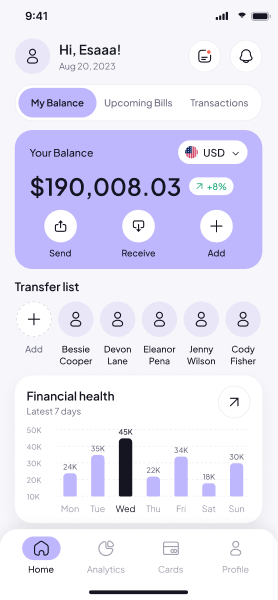 9:41
Hi, Esaaa!
Aug 20, 2023
My Balance Upcoming Bills Transactions
Your Balance USD
$190,008.03 +8%
Send Receive Add
Transfer list
Add Bessie Cooper Devon Lane Eleanor Pena Jenny Wilson Cody Fisher
Financial health
Latest 7 days
50K
40K
30K
20K
10K
24K 35K 45K 22K 34K 18K 30K
Mon Tue Wed Thu Fri Sat Sun
Home Analytics Cards Profile